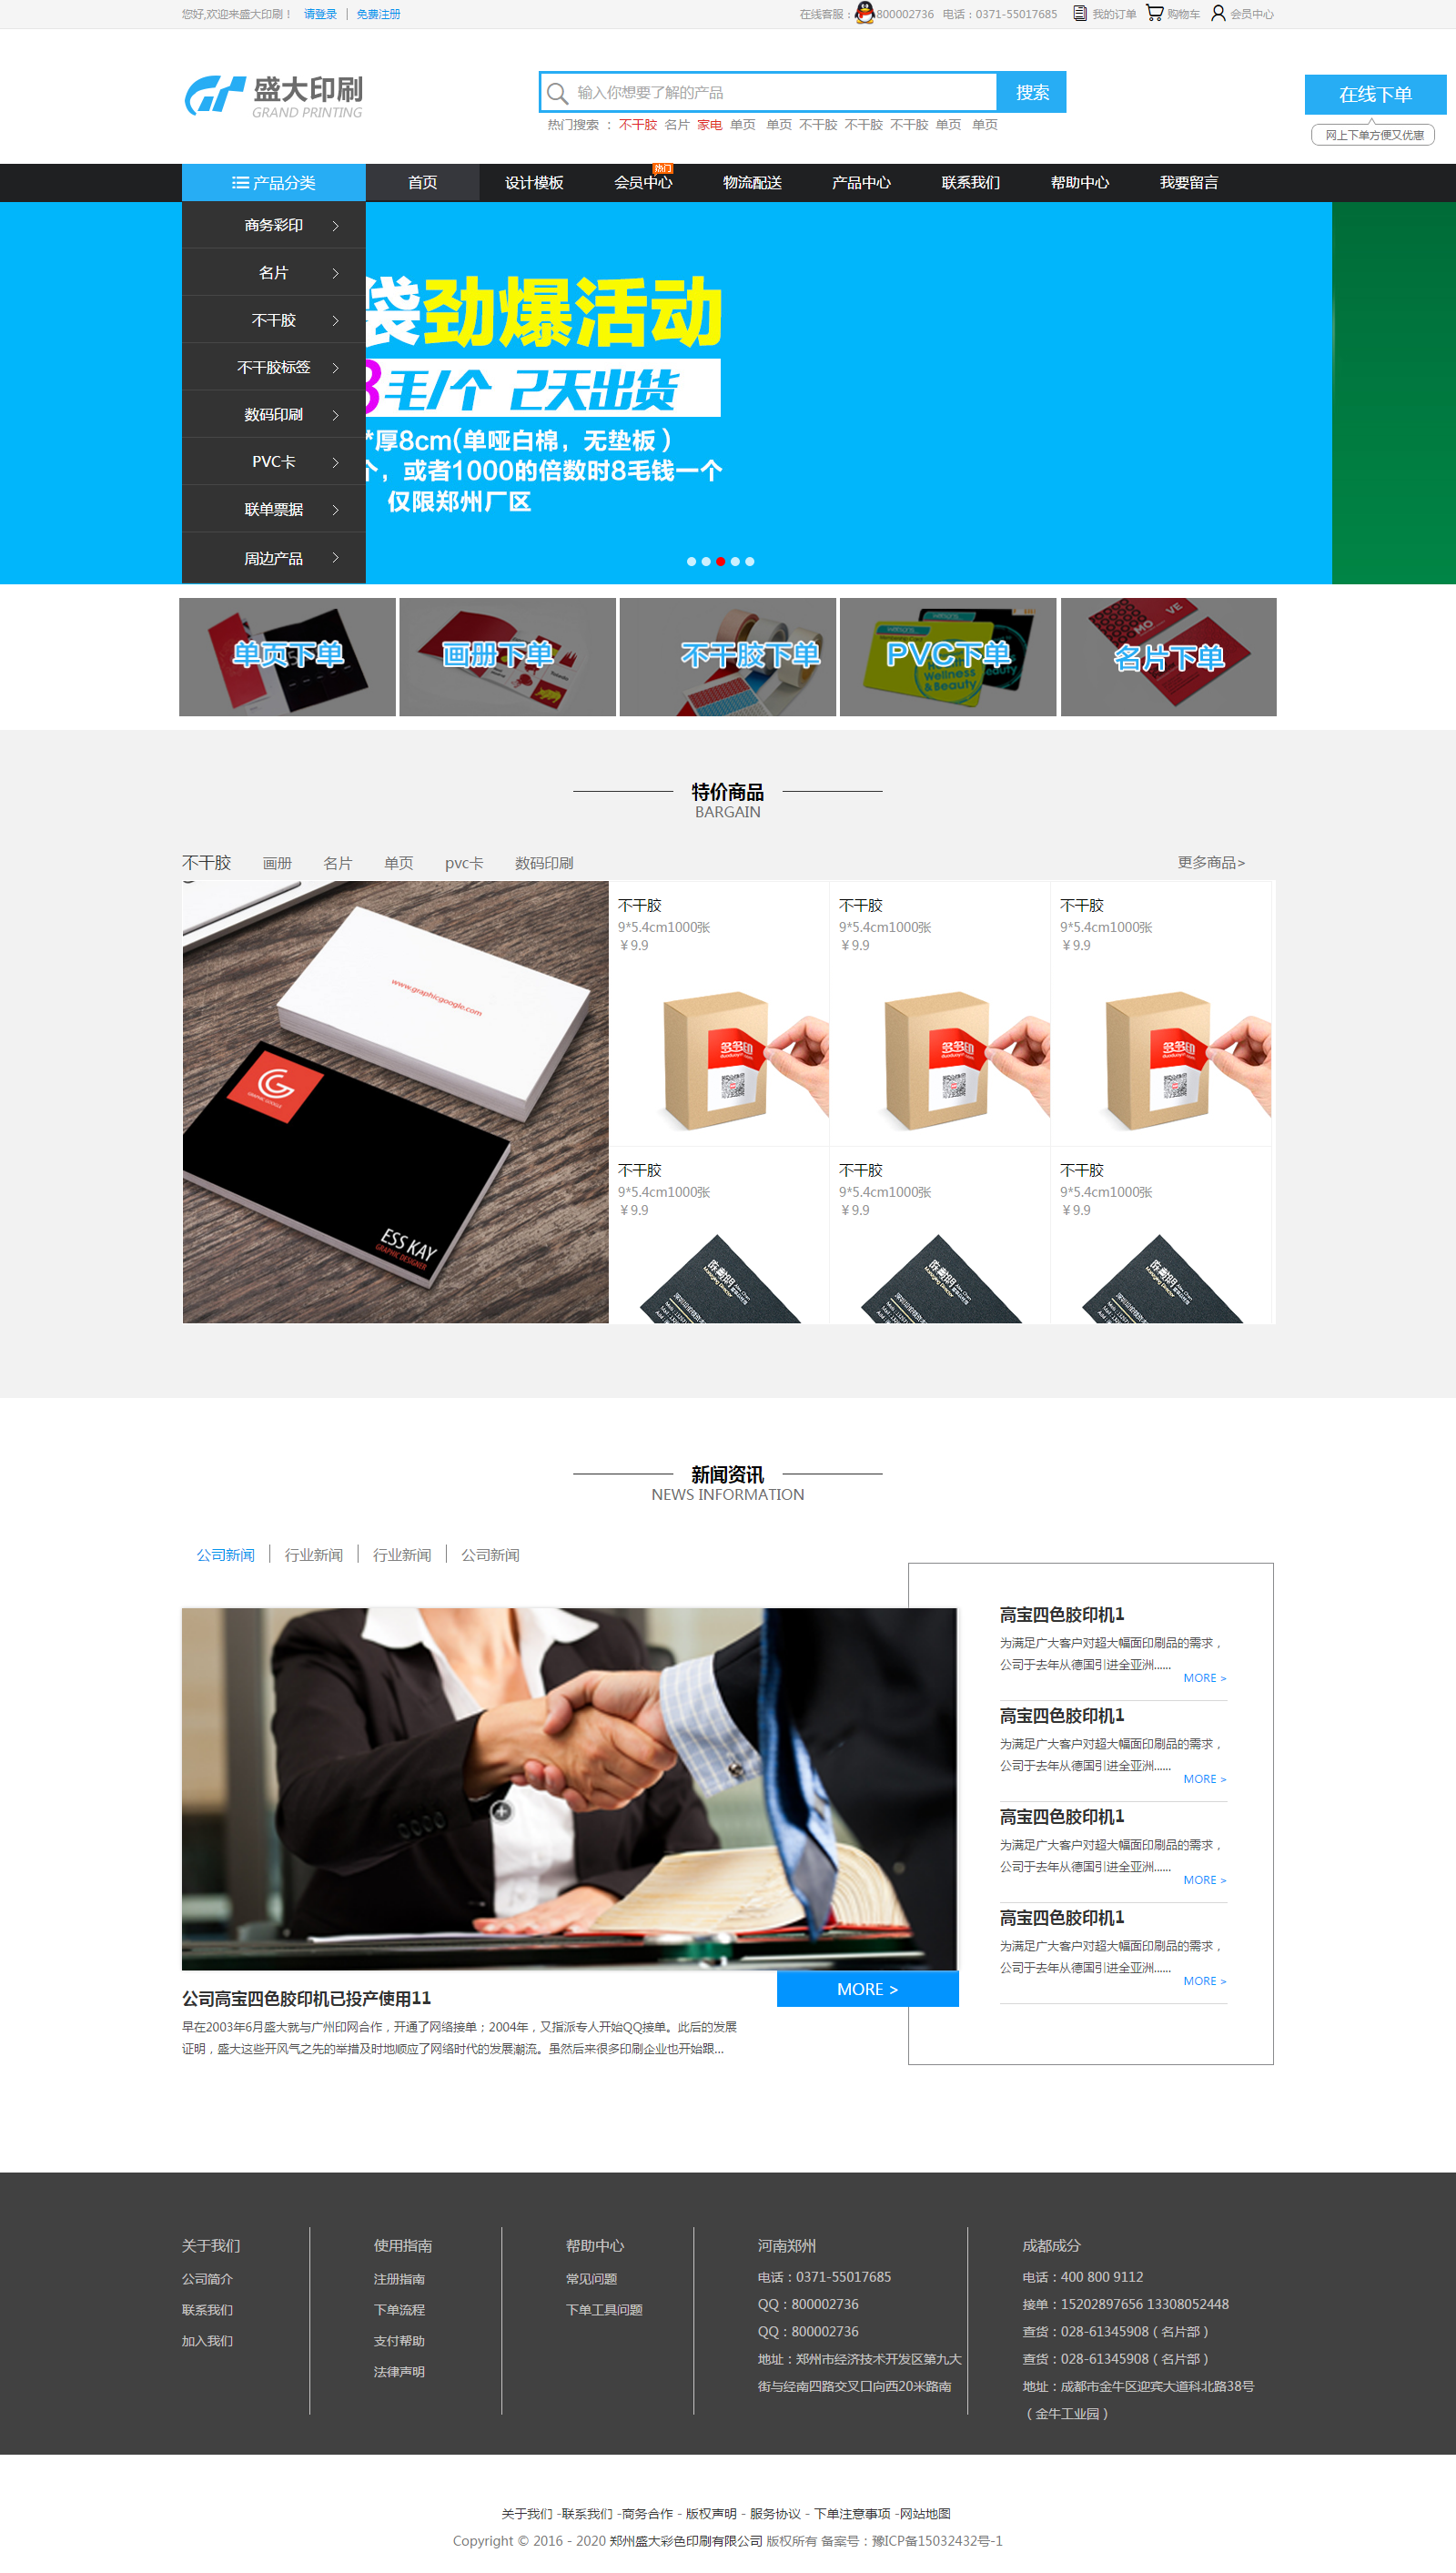 您好,欢迎来盛大印刷！ 请登录 | 免费注册 在线客服：800002736 电话：0371-55017685 我的订单 购物车 会员中心
盛大印刷
GRAND PRINTING
输入你想要了解的产品 搜索
在线下单
热门搜索 ： 不干胶 名片 家电 单页 单页 不干胶 不干胶 不干胶 单页 单页
网上下单方便又优惠
热门
产品分类 首页 设计模板 会员中心 物流配送 产品中心 联系我们 帮助中心 我要留言
商务彩印
名片
不干胶
不干胶标签
数码印刷
PVC卡
联单票据
周边产品
袋劲爆活动
8毛/个 2天出货
*厚8cm(单哑白棉，无垫板）
个，或者1000的倍数时8毛钱一个
仅限郑州厂区
单页下单 画册下单 不干胶下单 PVC下单 名片下单
Wellness
& Beauty
特价商品
BARGAIN
不干胶 画册 名片 单页 pvc卡 数码印刷 更多商品>
www.graphicgoogle.com
ESS KAY
GRAPHIC DESIGNER
不干胶 不干胶 不干胶
9*5.4cm1000张 9*5.4cm1000张 9*5.4cm1000张
￥9.9 ￥9.9 ￥9.9
多多印 多多印 多多印
不干胶 不干胶 不干胶
9*5.4cm1000张 9*5.4cm1000张 9*5.4cm1000张
￥9.9 ￥9.9 ￥9.9
新闻资讯
NEWS INFORMATION
公司新闻 | 行业新闻 | 行业新闻 | 公司新闻
高宝四色胶印机1
为满足广大客户对超大幅面印刷品的需求，
公司于去年从德国引进全亚洲......
MORE >
高宝四色胶印机1
为满足广大客户对超大幅面印刷品的需求，
公司于去年从德国引进全亚洲......
MORE >
高宝四色胶印机1
为满足广大客户对超大幅面印刷品的需求，
公司于去年从德国引进全亚洲......
MORE >
高宝四色胶印机1
为满足广大客户对超大幅面印刷品的需求，
公司于去年从德国引进全亚洲......
MORE >
MORE >
公司高宝四色胶印机已投产使用11
早在2003年6月盛大就与广州印网合作，开通了网络接单；2004年，又指派专人开始QQ接单。此后的发展
证明，盛大这些开风气之先的举措及时地顺应了网络时代的发展潮流。虽然后来很多印刷企业也开始跟...
关于我们
公司简介
联系我们
加入我们
使用指南
注册指南
下单流程
支付帮助
法律声明
帮助中心
常见问题
下单工具问题
河南郑州
电话：0371-55017685
QQ：800002736
QQ：800002736
地址：郑州市经济技术开发区第九大
街与经南四路交叉口向西20米路南
成都成分
电话：400 800 9112
接单：15202897656 13308052448
查货：028-61345908（名片部）
查货：028-61345908（名片部）
地址：成都市金牛区迎宾大道科北路38号
（金牛工业园）
关于我们 -联系我们 -商务合作 - 版权声明 - 服务协议 - 下单注意事项 -网站地图
Copyright © 2016 - 2020 郑州盛大彩色印刷有限公司 版权所有 备案号：豫ICP备15032432号-1